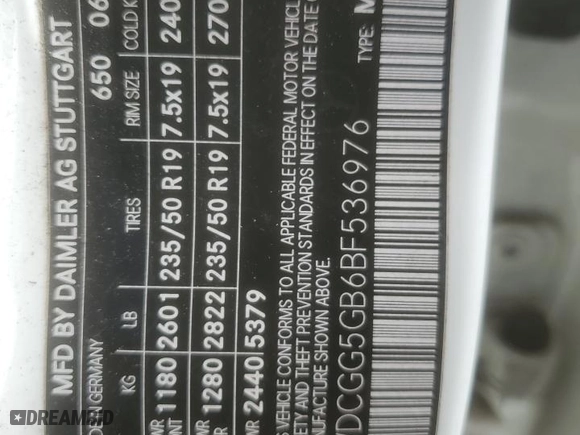 MFD BY DAIMLER AG STUTTGART
GERMANY 650 06
KG LB TIRES RIM SIZE COLD K
1180 2601 235/50 R19 7.5x19 240
1280 2822 235/50 R19 7.5x19 270
2440 5379
VEHICLE CONFORMS TO ALL APPLICABLE FEDERAL MOTOR VEHICL
AND THEFT PREVENTION STANDARDS IN EFFECT ON THE DATE O
SHOWN ABOVE.
DCGG5GB6BF536976 TYPE: M
DREAMBID